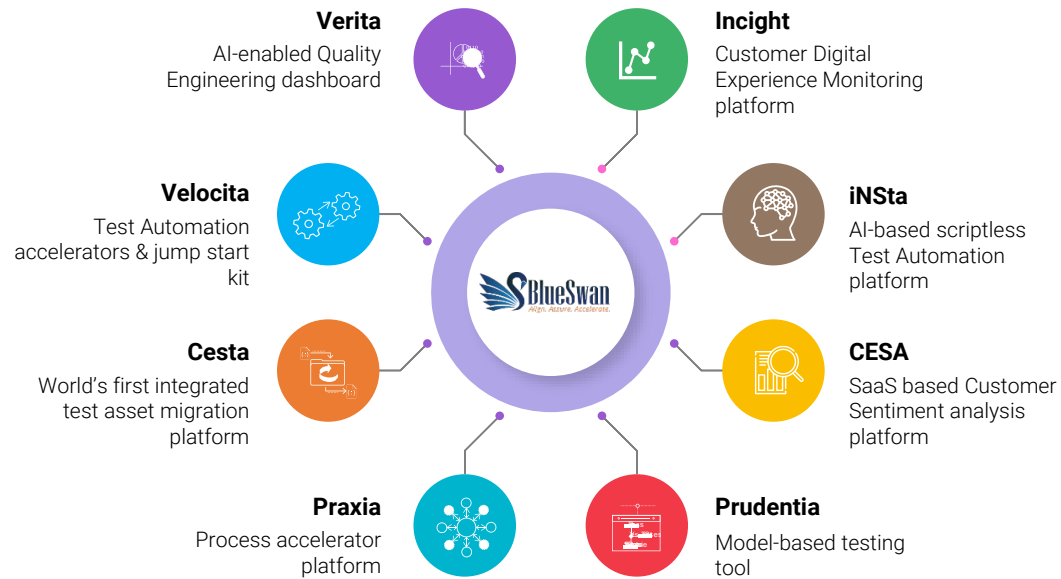 Verita
AI-enabled Quality
Engineering dashboard
Incight
Customer Digital
Experience Monitoring
platform
Velocita
Test Automation
accelerators & jump start
kit
iNSta
AI-based scriptless
Test Automation
platform
BlueSwan
Align. Assure. Accelerate.
Cesta
World’s first integrated
test asset migration
platform
CESA
SaaS based Customer
Sentiment analysis
platform
Praxia
Process accelerator
platform
Prudentia
Model-based testing
tool